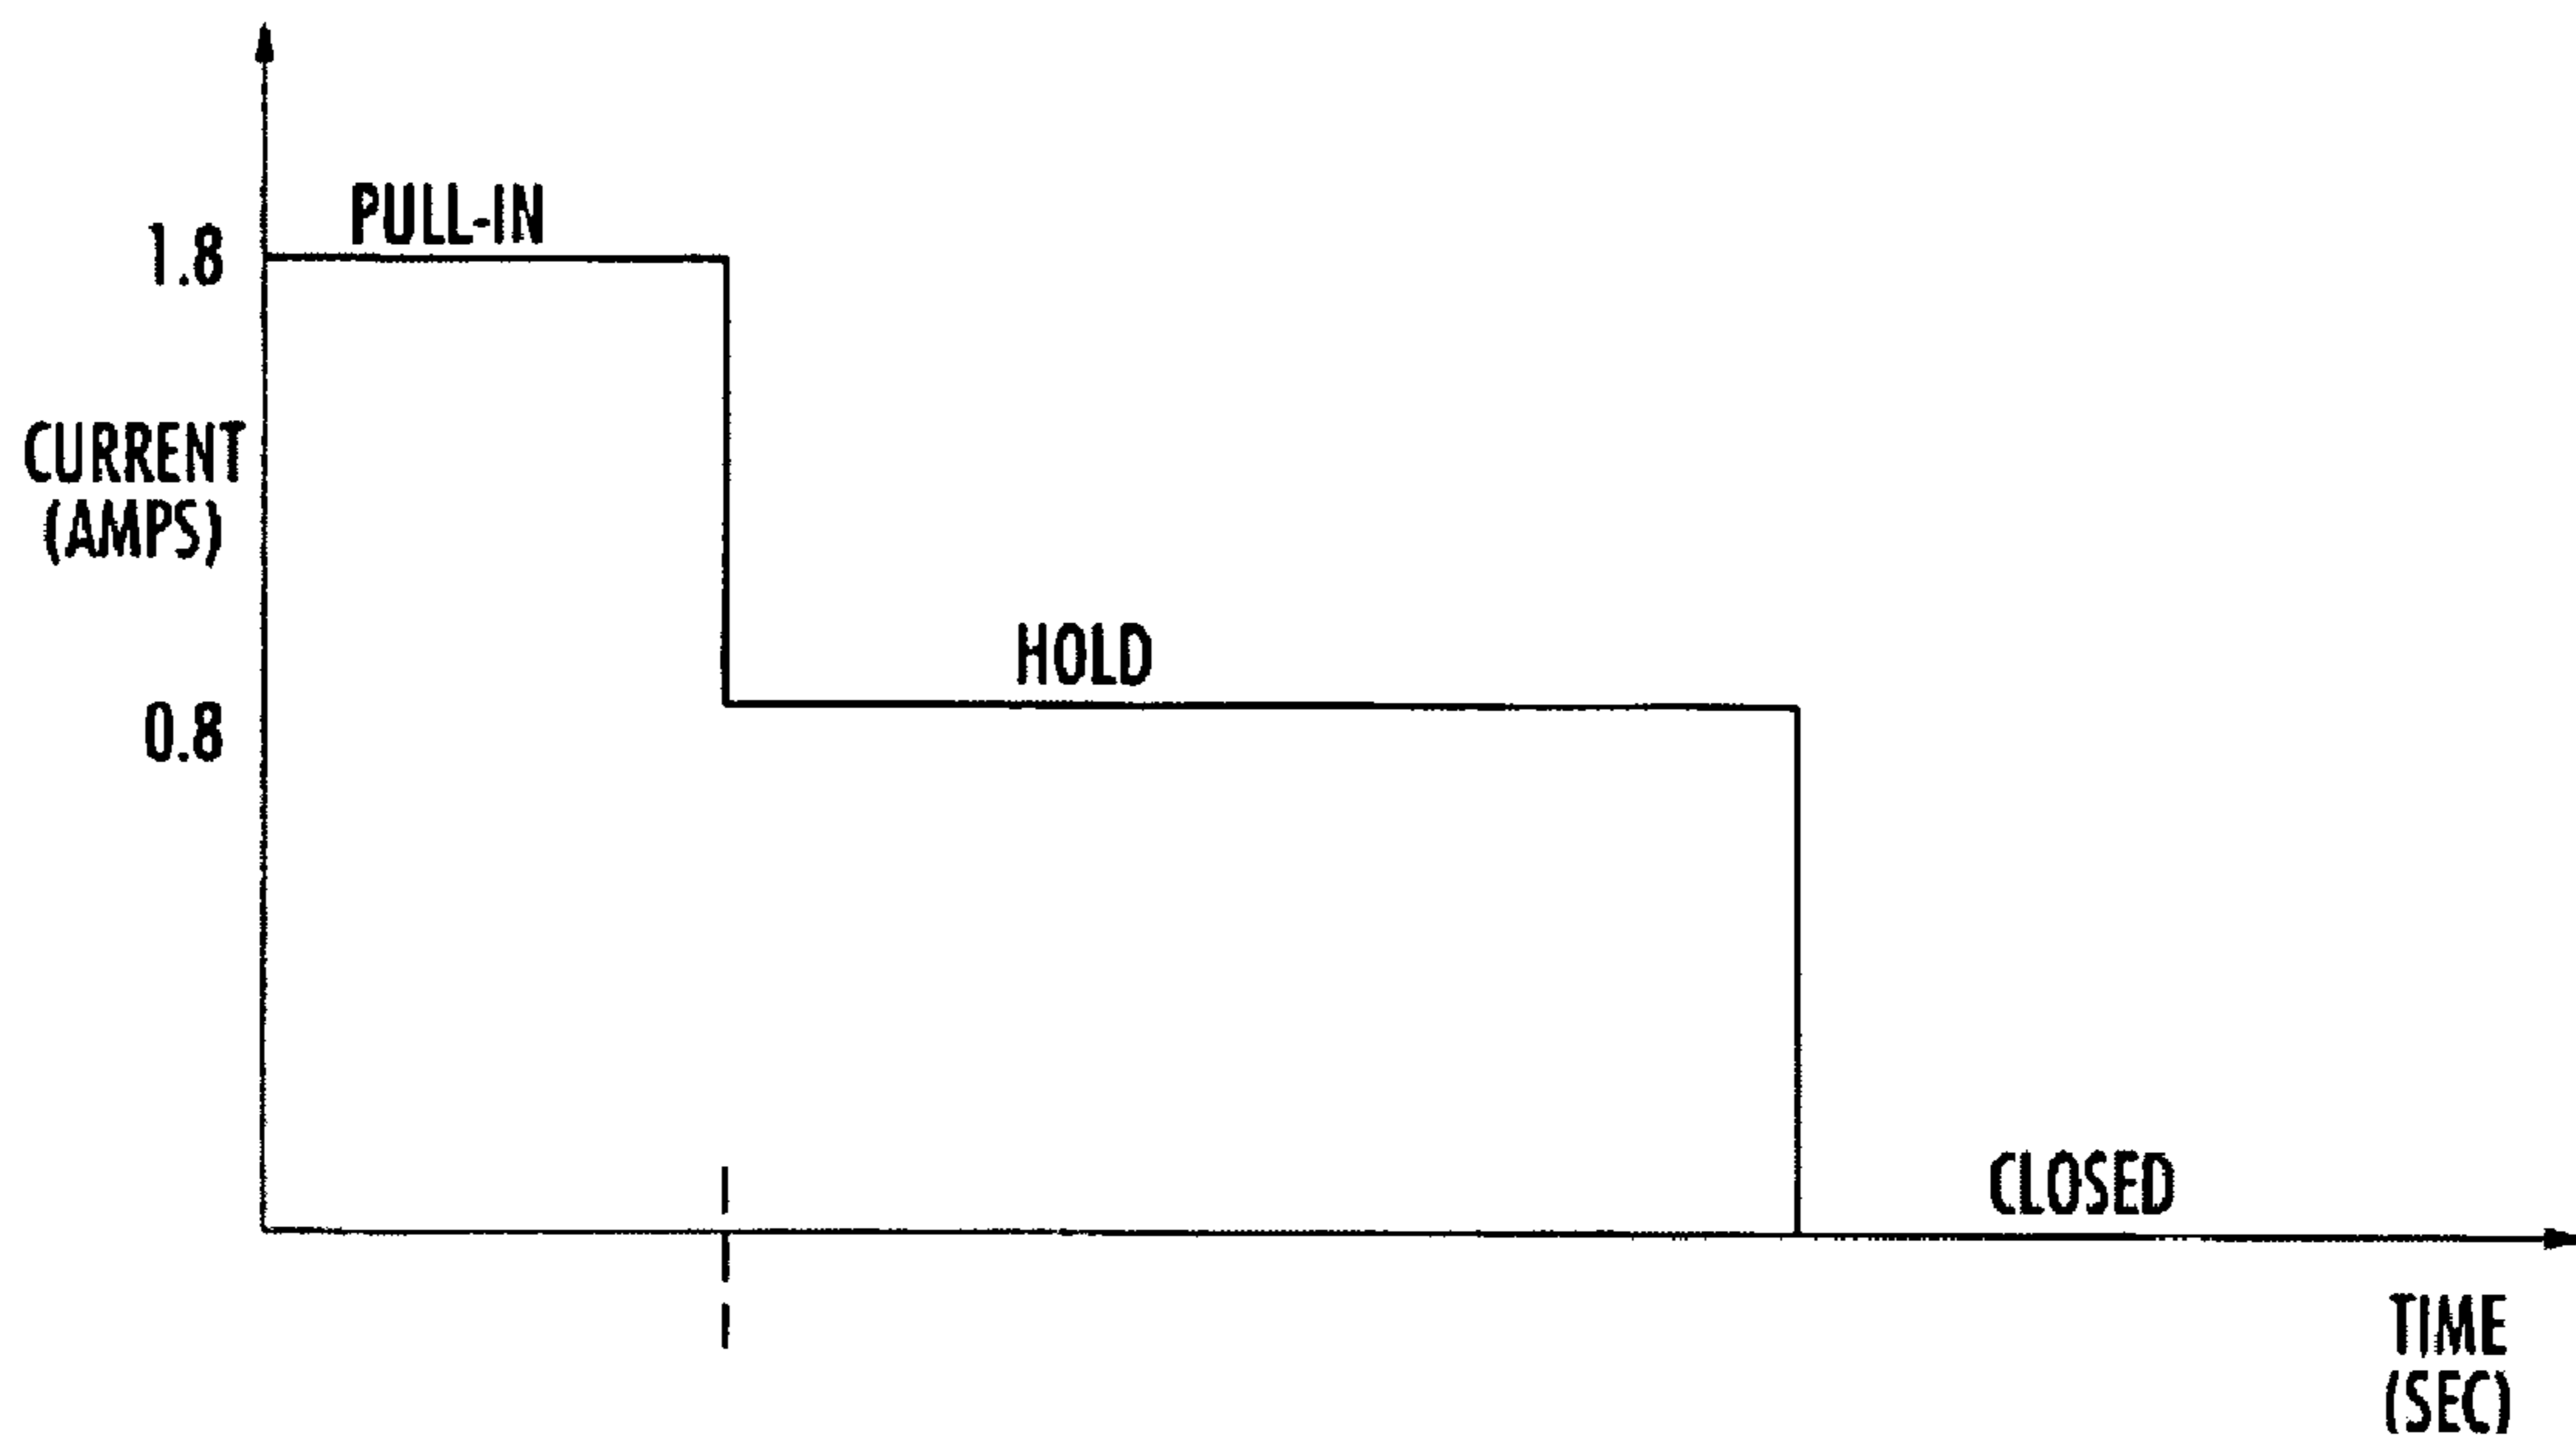 PULL-IN
1.8
CURRENT
(AMPS)
HOLD
0.8
CLOSED
TIME
(SEC)